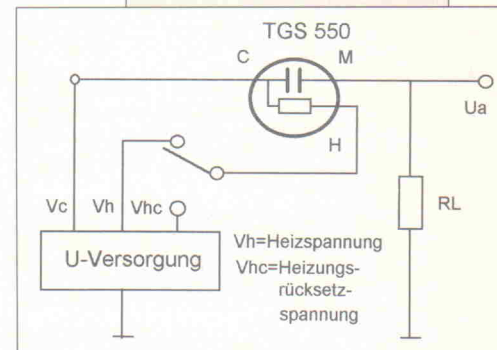 TGS 550
C
M
Ua
H
Vc
Vh
Vhc
RL
U-Versorgung
Vh=Heizspannung
Vhc=Heizungs-
rücksetz-
spannung